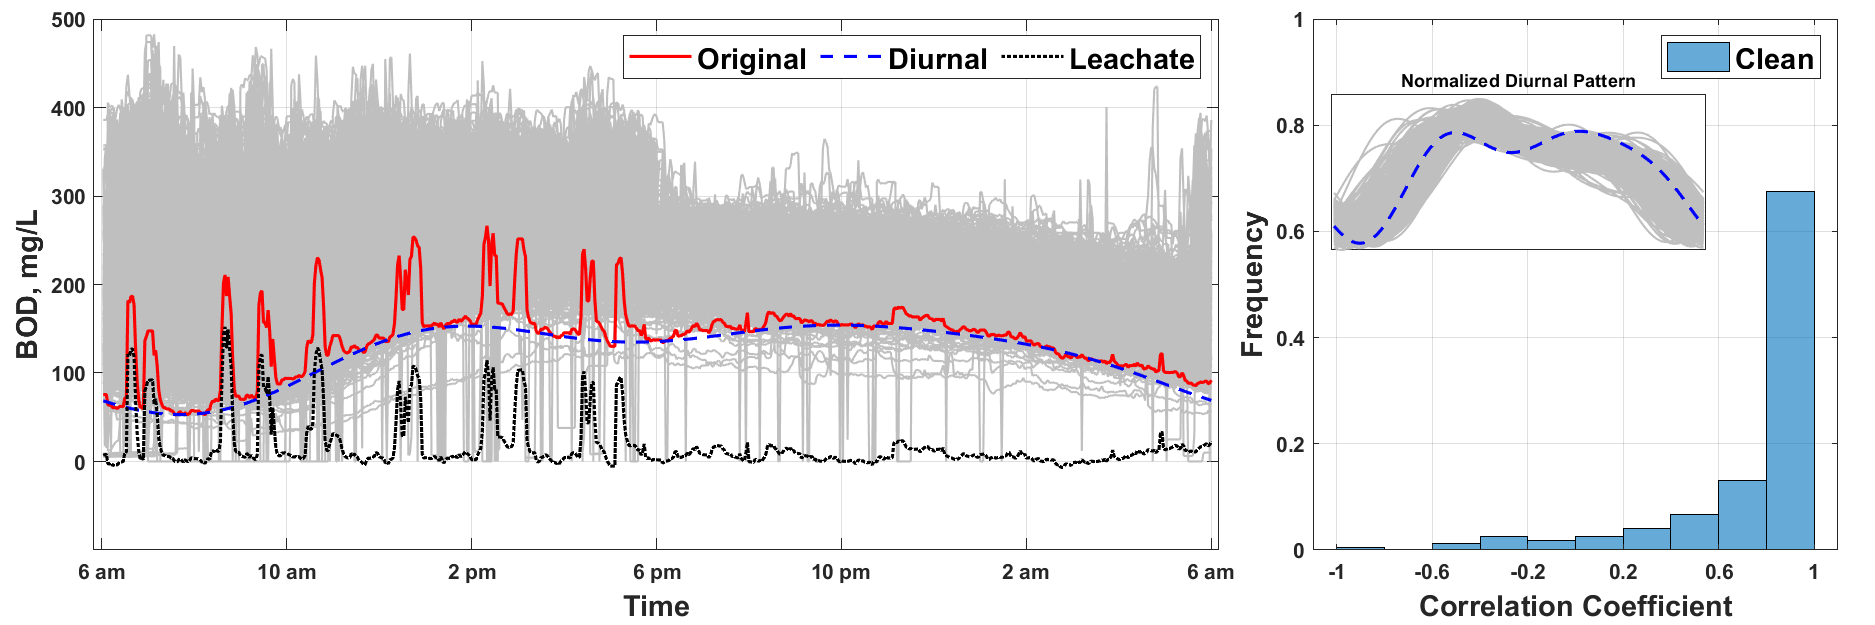 500
400
300
200
100
0
BOD, mg/L
Original Diurnal Leachate
6 am 10 am 2 pm 6 pm 10 pm 2 am 6 am
Time
1
0.8
0.6
0.4
0.2
0
Frequency
Clean
Normalized Diurnal Pattern
-1 -0.6 -0.2 0.2 0.6 1
Correlation Coefficient